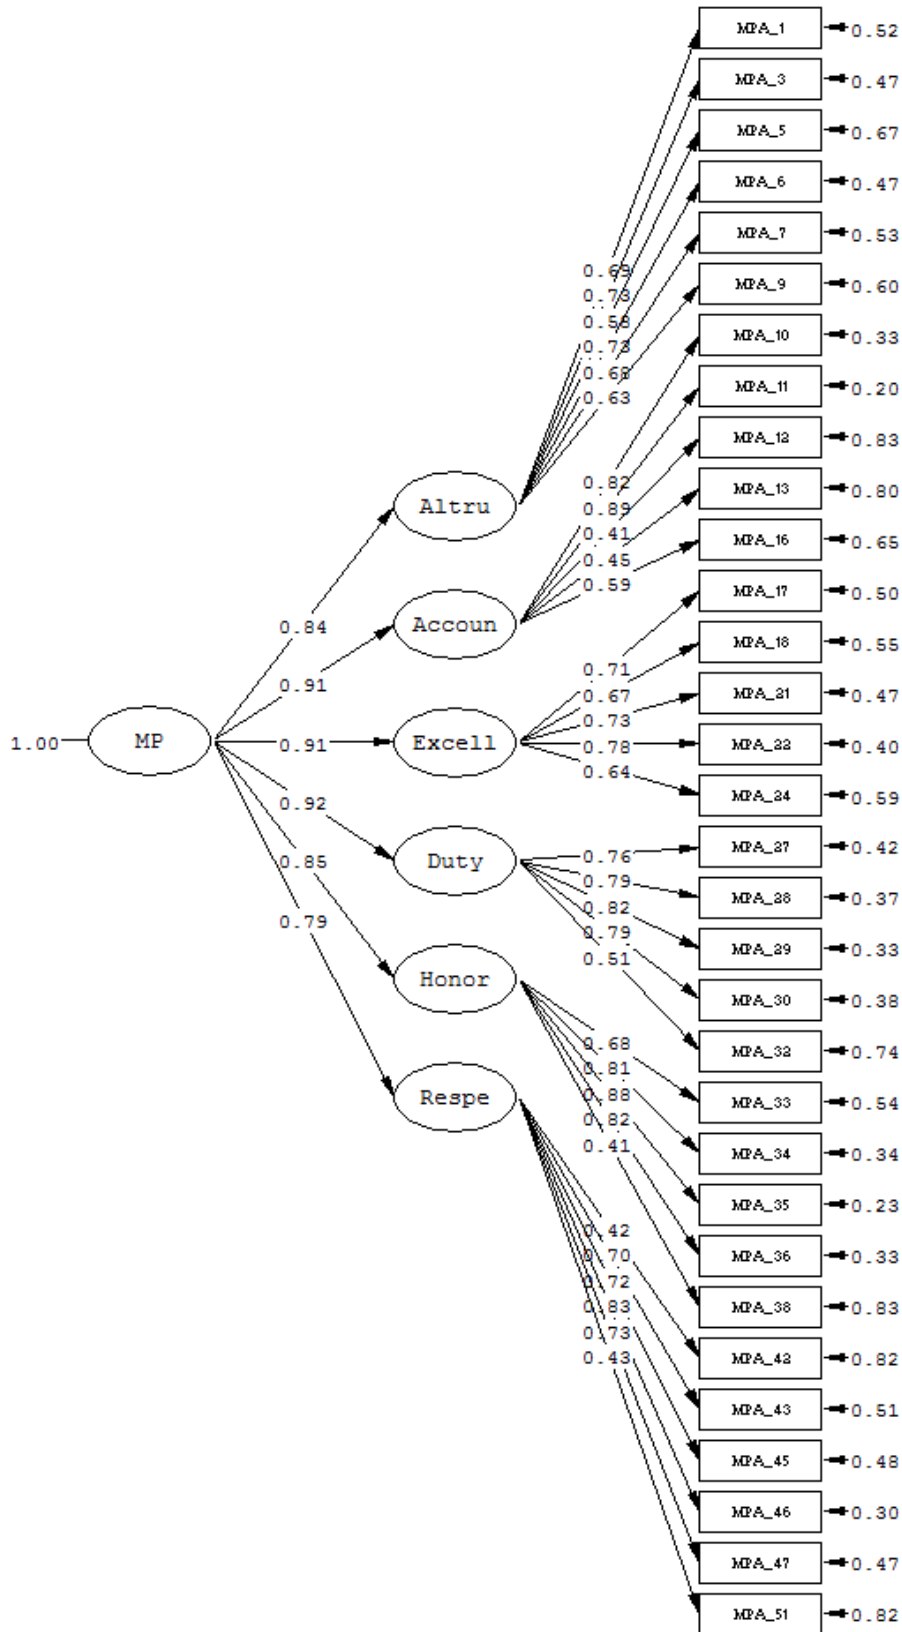 MPA_1 0.52
MPA_3 0.47
MPA_5 0.67
MPA_6 0.47
MPA_7 0.53
0.69
0.73
MPA_9 0.60
0.58
MPA_10 0.33
0.73
0.68
MPA_11 0.20
0.63
MPA_12 0.83
0.82
MPA_13 0.80
Altru
0.89
0.41
MPA_16 0.65
0.45
0.59
MPA_17 0.50
Accoun
0.84
MPA_18 0.55
0.71
0.91
0.67
MPA_21 0.47
0.73
1.00 MP 0.91 Excell 0.78 MPA_22 0.40
0.64
MPA_24 0.59
0.92
MPA_27 0.42
0.76
0.85 Duty
0.79
MPA_28 0.37
0.82
0.79
0.79
MPA_29 0.33
0.51
Honor
MPA_30 0.38
0.68
MPA_32 0.74
0.81
0.88
Respe
MPA_33 0.54
0.82
0.41
MPA_34 0.34
MPA_35 0.23
0.42
0.70
MPA_36 0.33
0.72
0.83
MPA_38 0.83
0.73
0.43
MPA_42 0.82
MPA_43 0.51
MPA_45 0.48
MPA_46 0.30
MPA_47 0.47
MPA_51 0.82